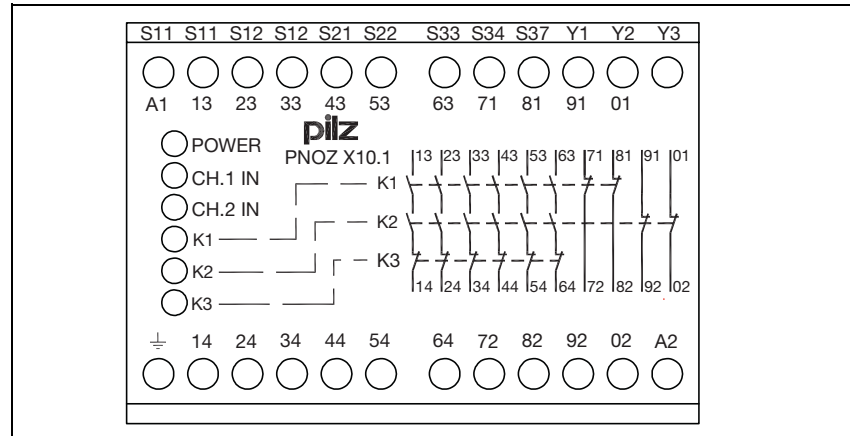 S11 S11 S12 S12 S21 S22 S33 S34 S37 Y1 Y2 Y3
A1 13 23 33 43 53 63 71 81 91 01
pilz
POWER
PNOZ X10.1
13 23 33 43 53 63 71 81 91 01
CH.1 IN
K1
CH.2 IN
K2
K1
K3
K2
14 24 34 44 54 64 72 82 92 02
K3
14 24 34 44 54 64 72 82 92 02 A2